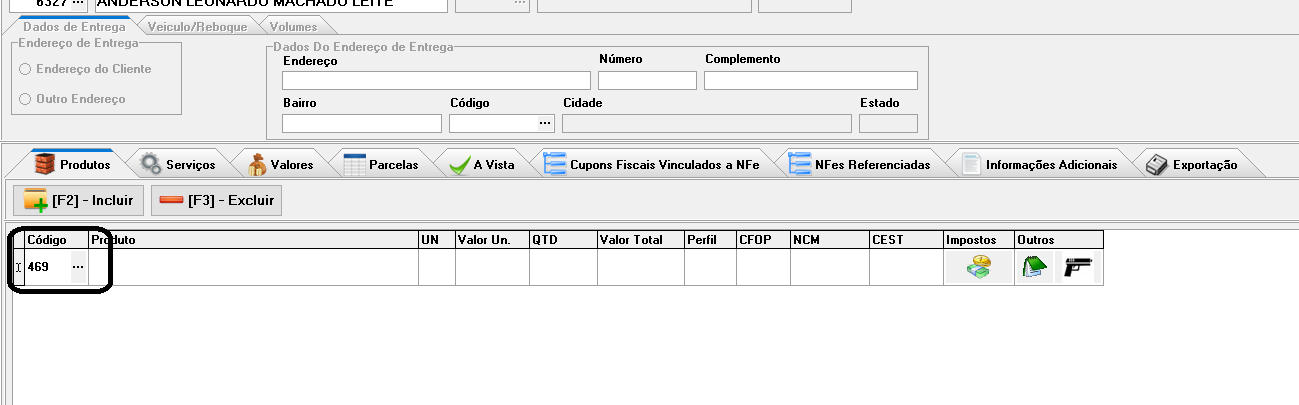 6327 ... ANDERSON LEONARDO MACHADO LEITE ...
Dados de Entrega Veiculo/Reboque Volumes
Endereço de Entrega
Endereço do Cliente
Outro Endereço
Dados Do Endereço de Entrega
Endereço Número Complemento
Bairro Código Cidade Estado
...
Produtos Serviços Valores Parcelas A Vista Cupons Fiscais Vinculados a NFe NFes Referenciadas Informações Adicionais Exportação
[F2] - Incluir [F3] - Excluir
Código Produto UN Valor Un. QTD Valor Total Perfil CFOP NCM CEST Impostos Outros
469 ...